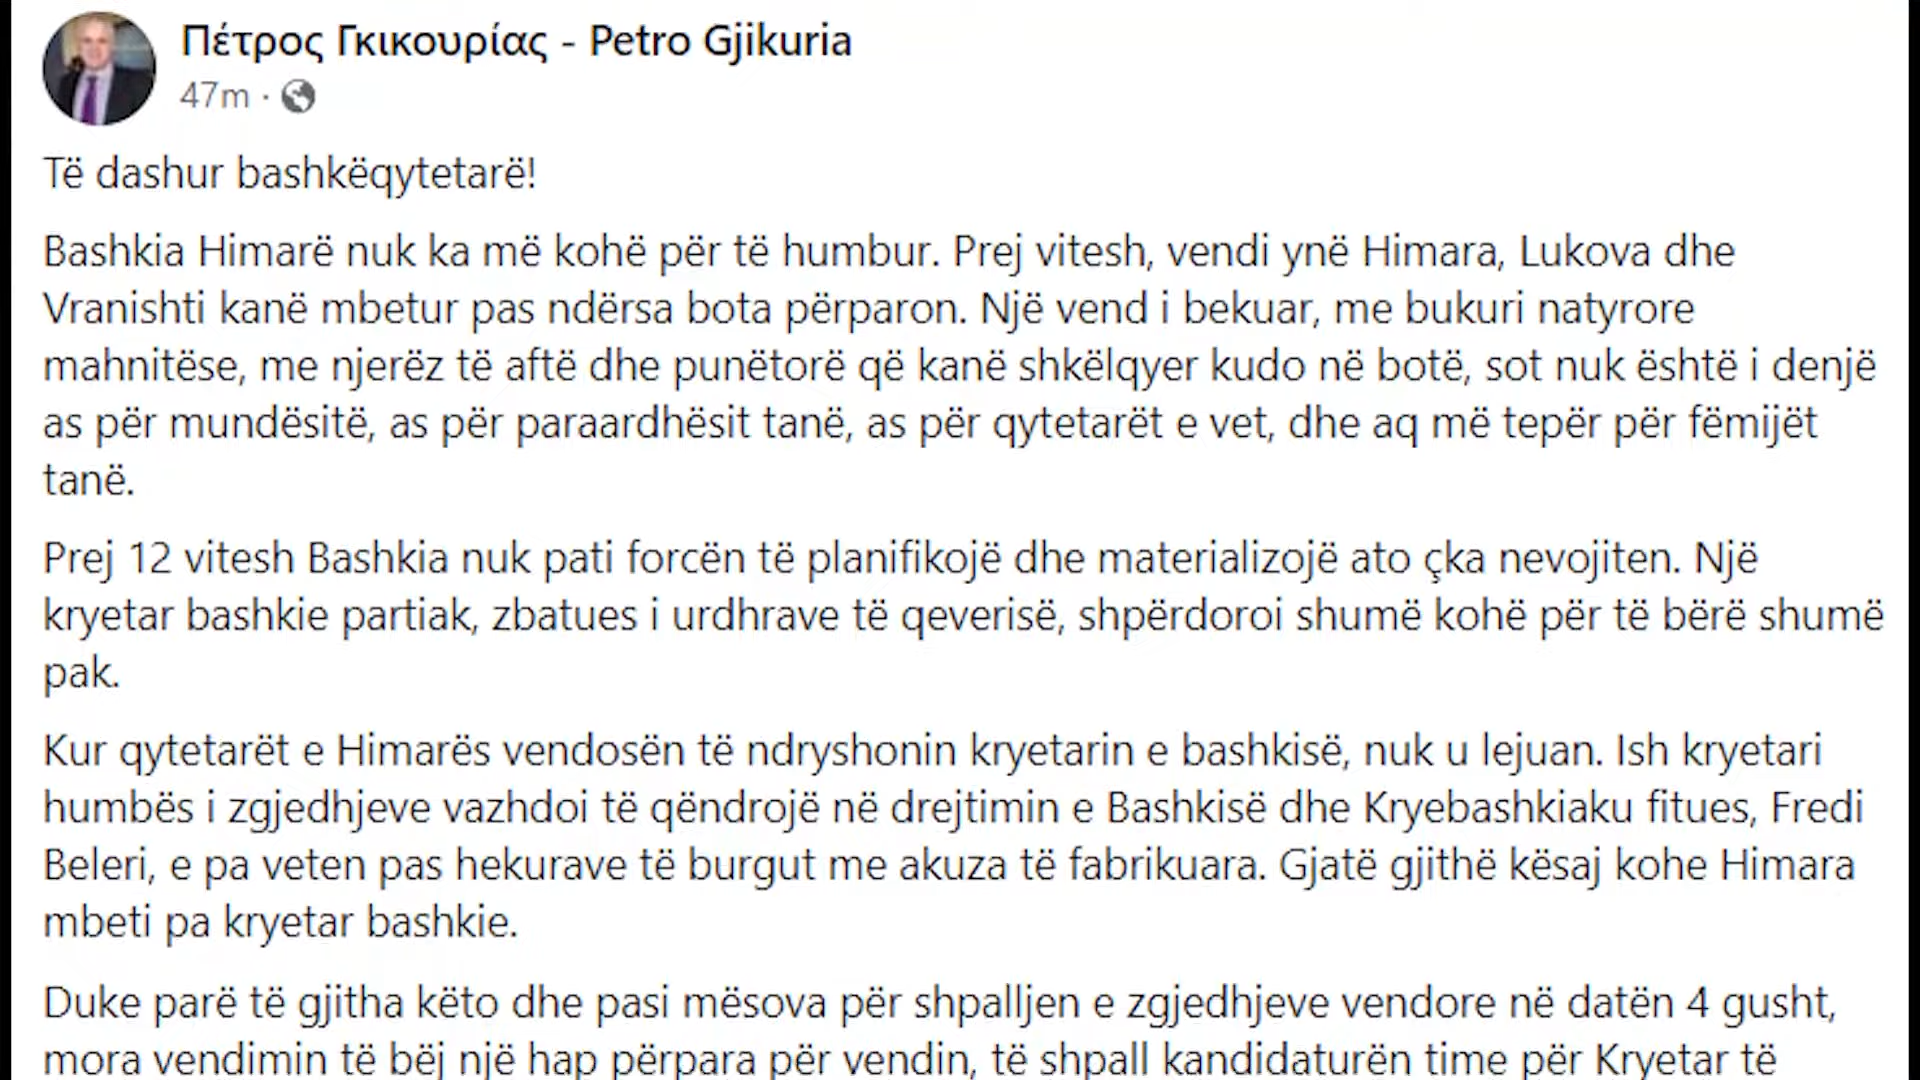 Πέτρος Γκικουρίας - Petro Gjikuria
47m ·
Të dashur bashkëqytetarë!
Bashkia Himarë nuk ka më kohë për të humbur. Prej vitesh, vendi ynë Himara, Lukova dhe
Vranishti kanë mbetur pas ndërsa bota përparon. Një vend i bekuar, me bukuri natyrore
mahnitëse, me njerëz të aftë dhe punëtorë që kanë shkëlqyer kudo në botë, sot nuk është i denjë
as për mundësitë, as për paraardhësit tanë, as për qytetarët e vet, dhe aq më tepër për fëmijët
tanë.
Prej 12 vitesh Bashkia nuk pati forcën të planifikojë dhe materializojë ato çka nevojiten. Një
kryetar bashkie partiak, zbatues i urdhrave të qeverisë, shpërdoroi shumë kohë për të bërë shumë
pak.
Kur qytetarët e Himarës vendosën të ndryshonin kryetarin e bashkisë, nuk u lejuan. Ish kryetari
humbës i zgjedhjeve vazhdoi të qëndrojë në drejtimin e Bashkisë dhe Kryebashkiaku fitues, Fredi
Beleri, e pa veten pas hekurave të burgut me akuza të fabrikuara. Gjatë gjithë kësaj kohe Himara
mbeti pa kryetar bashkie.
Duke parë të gjitha këto dhe pasi mësova për shpalljen e zgjedhjeve vendore në datën 4 gusht,
mora vendimin të bëj një hap përpara për vendin, të shpall kandidaturën time për Kryetar të